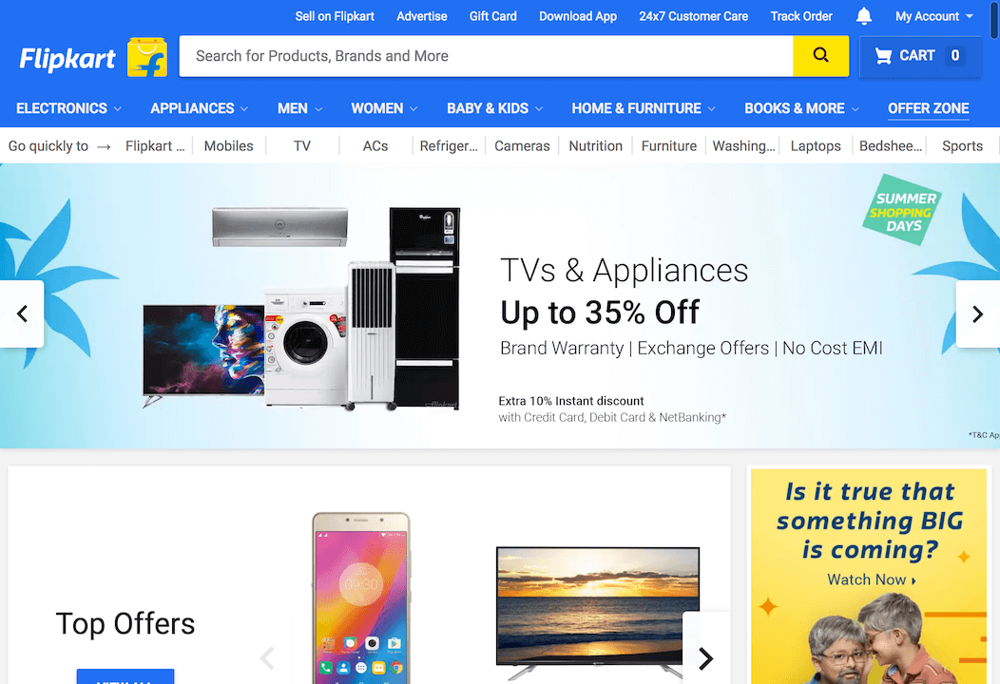 Sell on Flipkart Advertise Gift Card Download App 24x7 Customer Care Track Order My Account
Flipkart
Search for Products, Brands and More
CART 0
ELECTRONICS APPLIANCES MEN WOMEN BABY & KIDS HOME & FURNITURE BOOKS & MORE OFFER ZONE
Go quickly to → Flipkart ... Mobiles TV ACs Refriger... Cameras Nutrition Furniture Washing... Laptops Bedshee... Sports
SUMMER
SHOPPING
DAYS
TVs & Appliances
Up to 35% Off
Brand Warranty | Exchange Offers | No Cost EMI
Extra 10% Instant discount
with Credit Card, Debit Card & NetBanking*
*T&C Ap
Is it true that
something BIG
is coming?
Watch Now
04:30
Top Offers
VIEW ALL